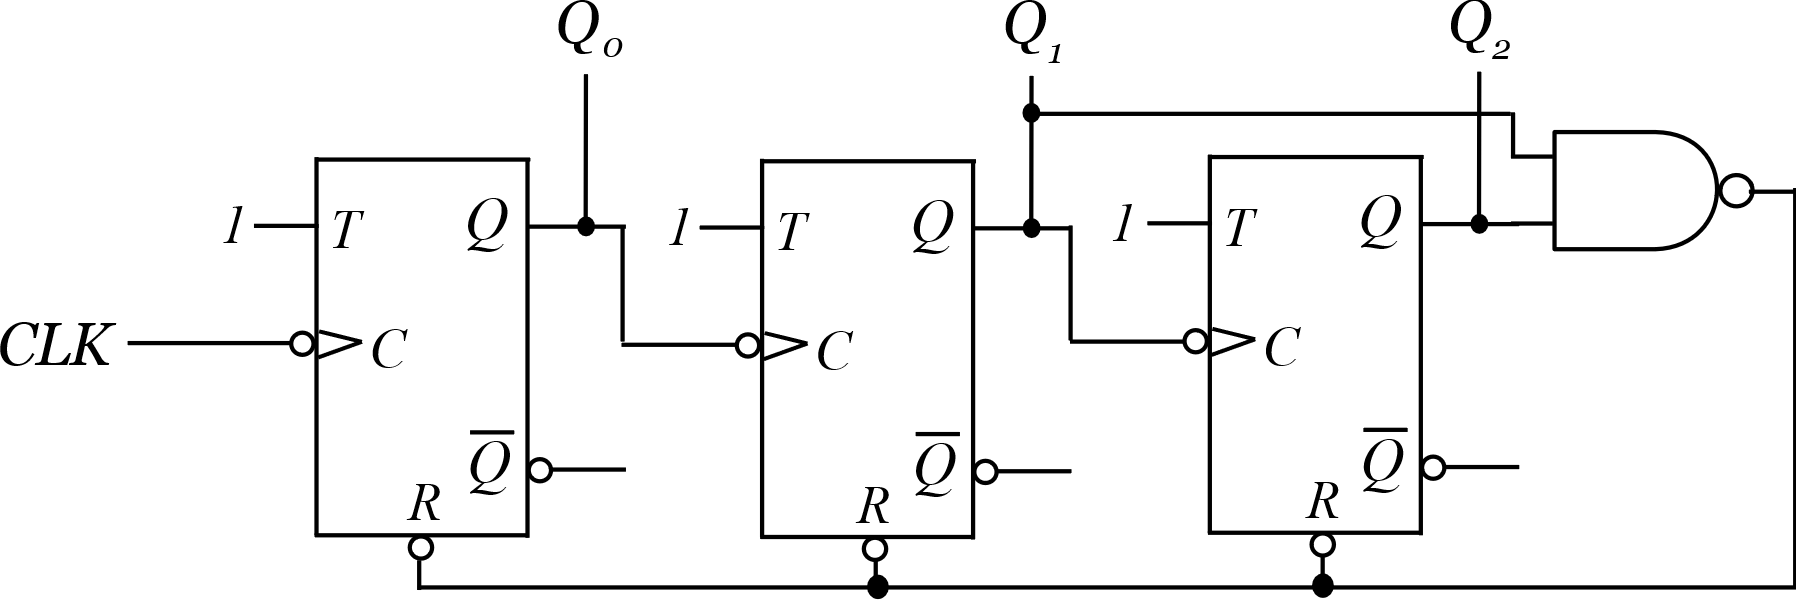 Q₀ Q₁ Q₂
1 T Q 1 T Q 1 T Q
CLK C C C
Q̅ Q̅ Q̅
R R R